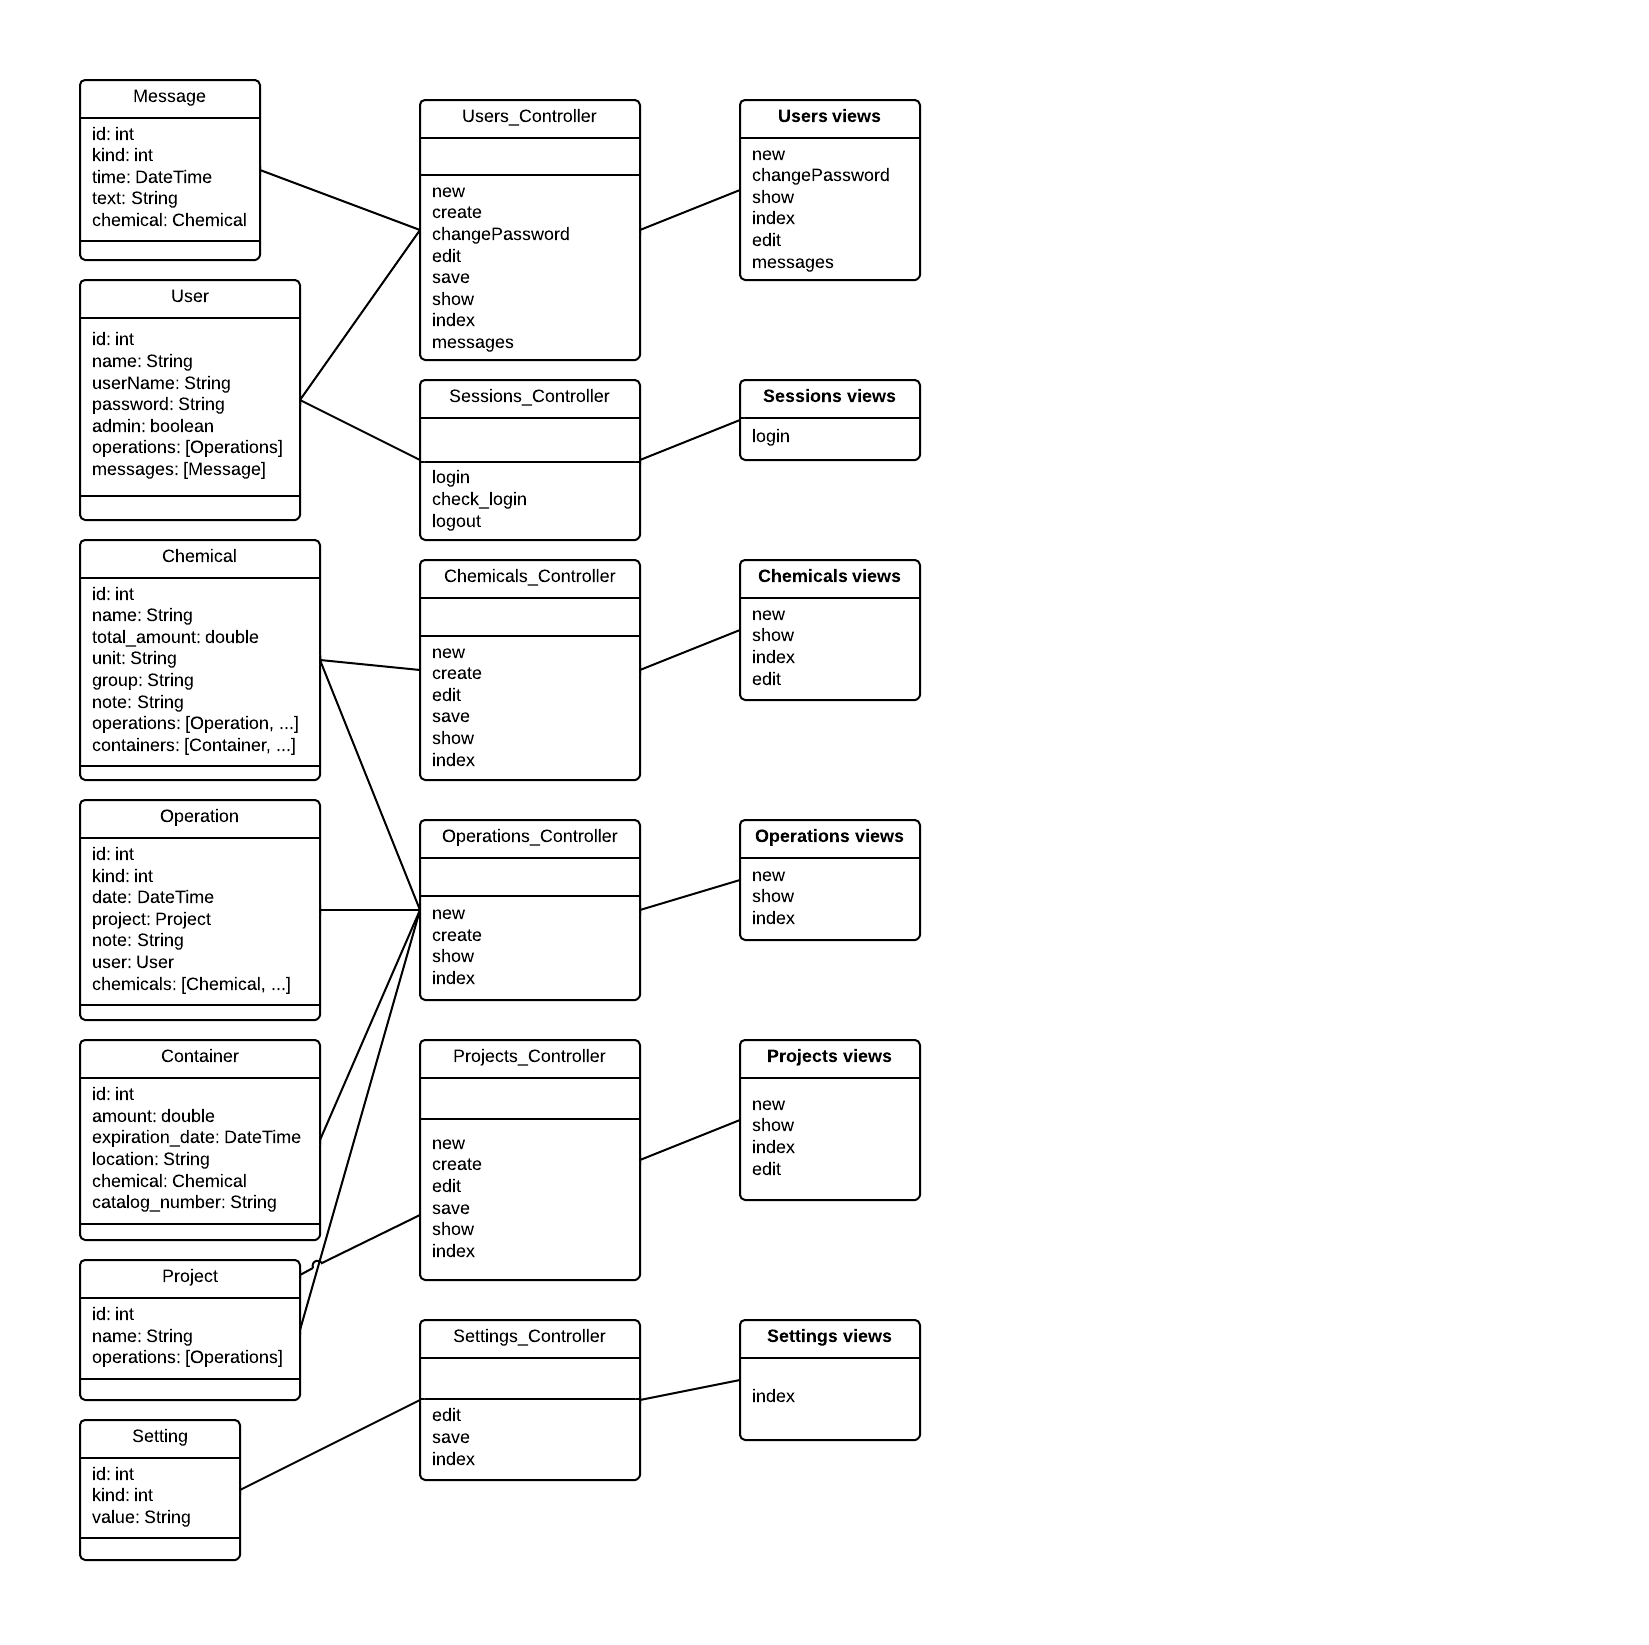 Message
id: int
kind: int
time: DateTime
text: String
chemical: Chemical
User
id: int
name: String
userName: String
password: String
admin: boolean
operations: [Operations]
messages: [Message]
Chemical
id: int
name: String
total_amount: double
unit: String
group: String
note: String
operations: [Operation, ...]
containers: [Container, ...]
Operation
id: int
kind: int
date: DateTime
project: Project
note: String
user: User
chemicals: [Chemical, ...]
Container
id: int
amount: double
expiration_date: DateTime
location: String
chemical: Chemical
catalog_number: String
Project
id: int
name: String
operations: [Operations]
Setting
id: int
kind: int
value: String
Users_Controller
new
create
changePassword
edit
save
show
index
messages
Sessions_Controller
login
check_login
logout
Chemicals_Controller
new
create
edit
save
show
index
Operations_Controller
new
create
show
index
Projects_Controller
new
create
edit
save
show
index
Settings_Controller
edit
save
index
Users views
new
changePassword
show
index
edit
messages
Sessions views
login
Chemicals views
new
show
index
edit
Operations views
new
show
index
Projects views
new
show
index
edit
Settings views
index